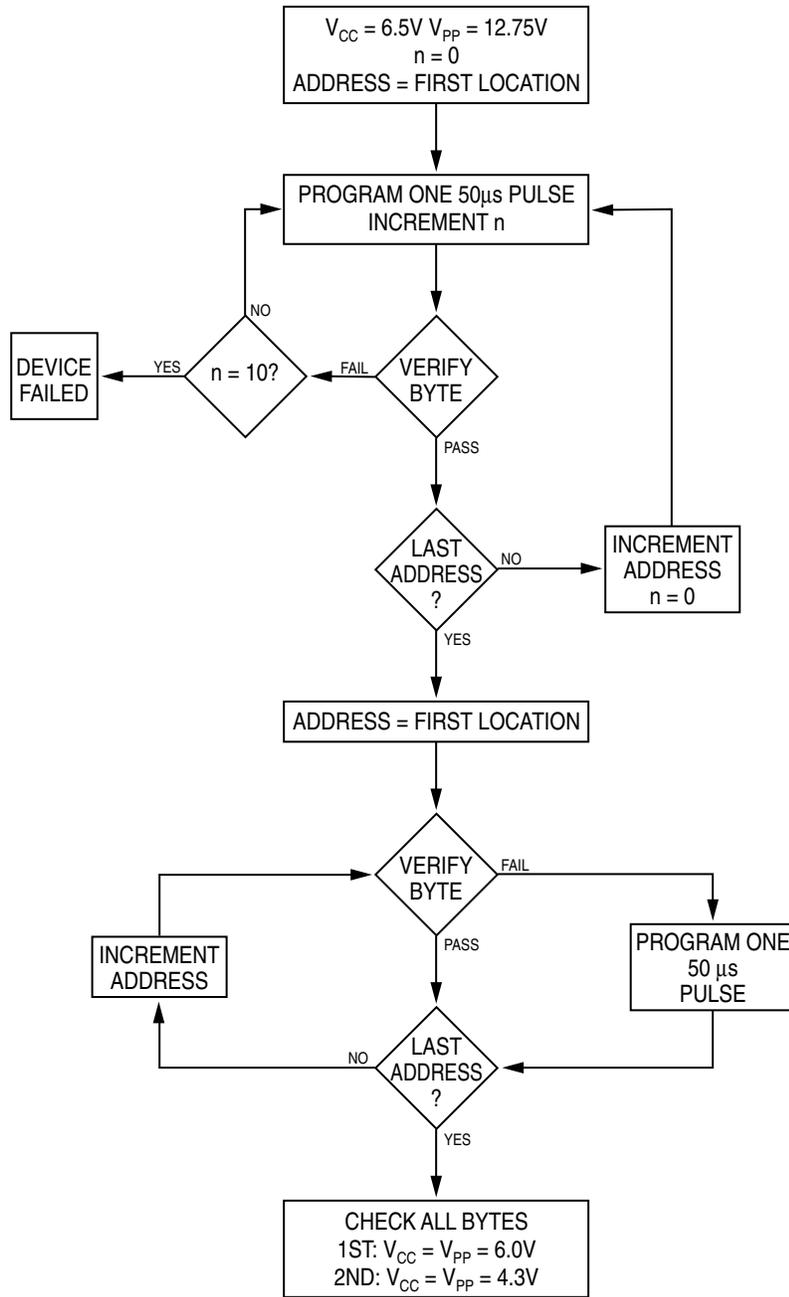 V_CC = 6.5V V_PP = 12.75V
n = 0
ADDRESS = FIRST LOCATION
PROGRAM ONE 50µs PULSE
INCREMENT n
NO
DEVICE
FAILED
YES
n = 10?
FAIL
VERIFY
BYTE
PASS
LAST
ADDRESS
?
NO
INCREMENT
ADDRESS
n = 0
YES
ADDRESS = FIRST LOCATION
VERIFY
BYTE
FAIL
PASS
INCREMENT
ADDRESS
PROGRAM ONE
50 µs
PULSE
NO
LAST
ADDRESS
?
YES
CHECK ALL BYTES
1ST: V_CC = V_PP = 6.0V
2ND: V_CC = V_PP = 4.3V